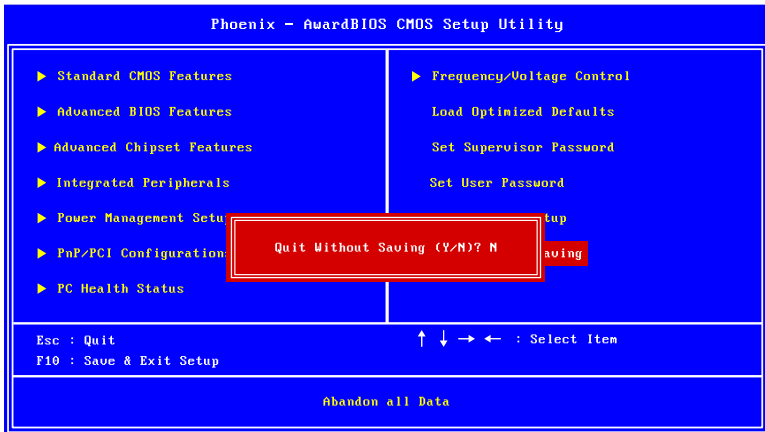 Phoenix - AwardBIOS CMOS Setup Utility
Standard CMOS Features
Advanced BIOS Features
Advanced Chipset Features
Integrated Peripherals
Power Management Setu
PnP/PCI Configuration
PC Health Status
Frequency/Voltage Control
Load Optimized Defaults
Set Supervisor Password
Set User Password
tup
aving
Quit Without Saving (Y/N)? N
Esc : Quit
F10 : Save & Exit Setup
↑ ↓ → ← : Select Item
Abandon all Data